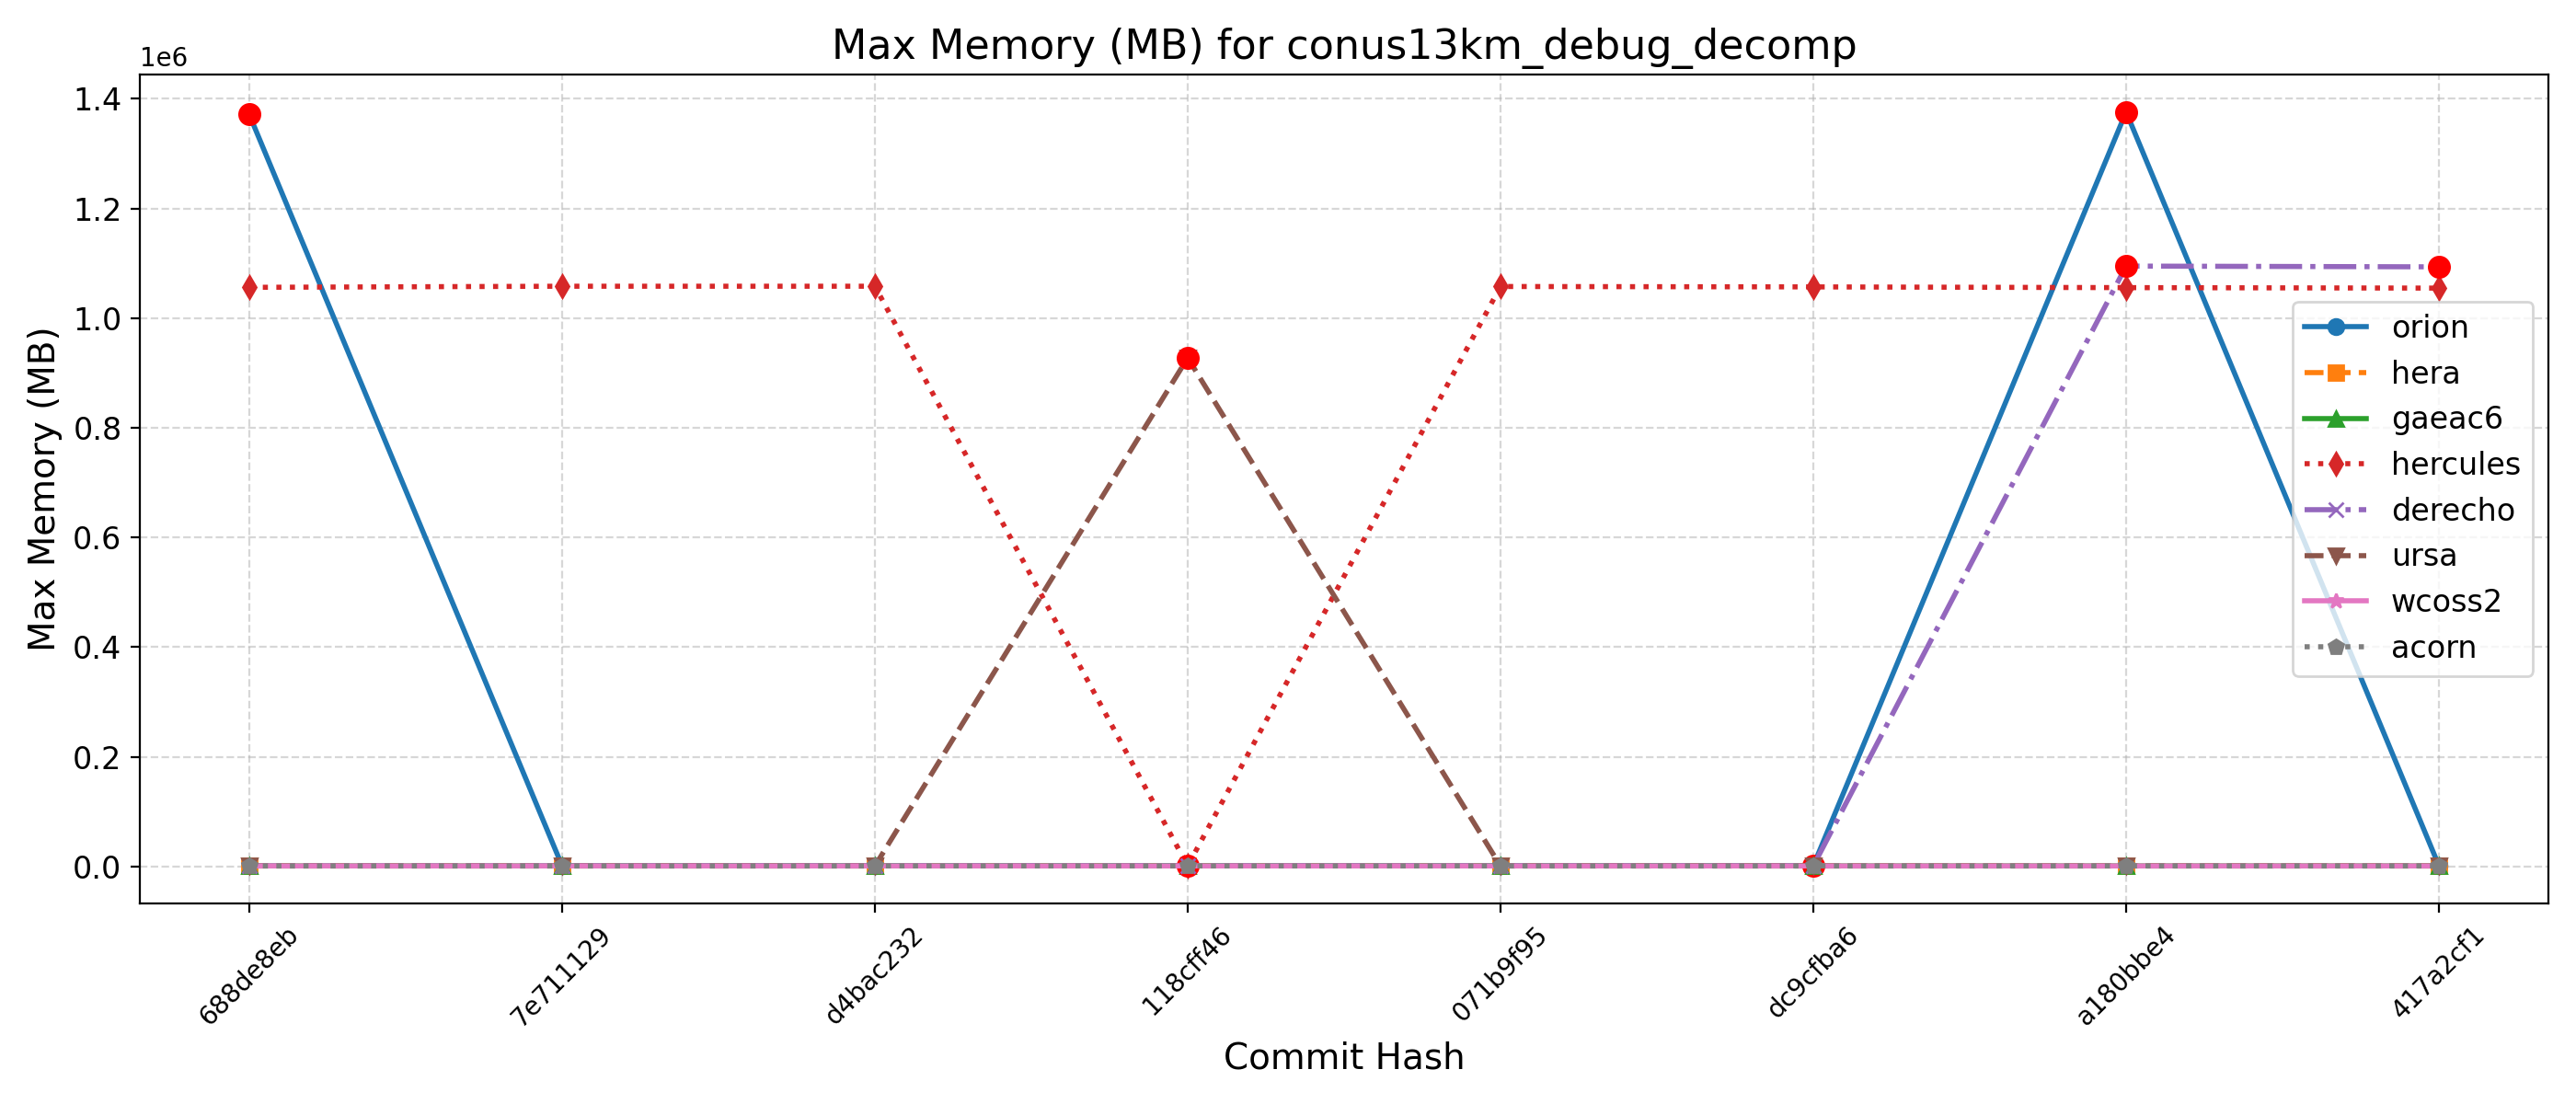 Max Memory (MB) for conus13km_debug_decomp
1e6
1.4
1.2
1.0
0.8
0.6
0.4
0.2
0.0
Max Memory (MB)
orion
hera
gaeac6
hercules
derecho
ursa
wcoss2
acorn
688de8eb
7e711129
d4bac232
118cff46
071b9f95
dc9cfba6
a180bbe4
417a2cf1
Commit Hash